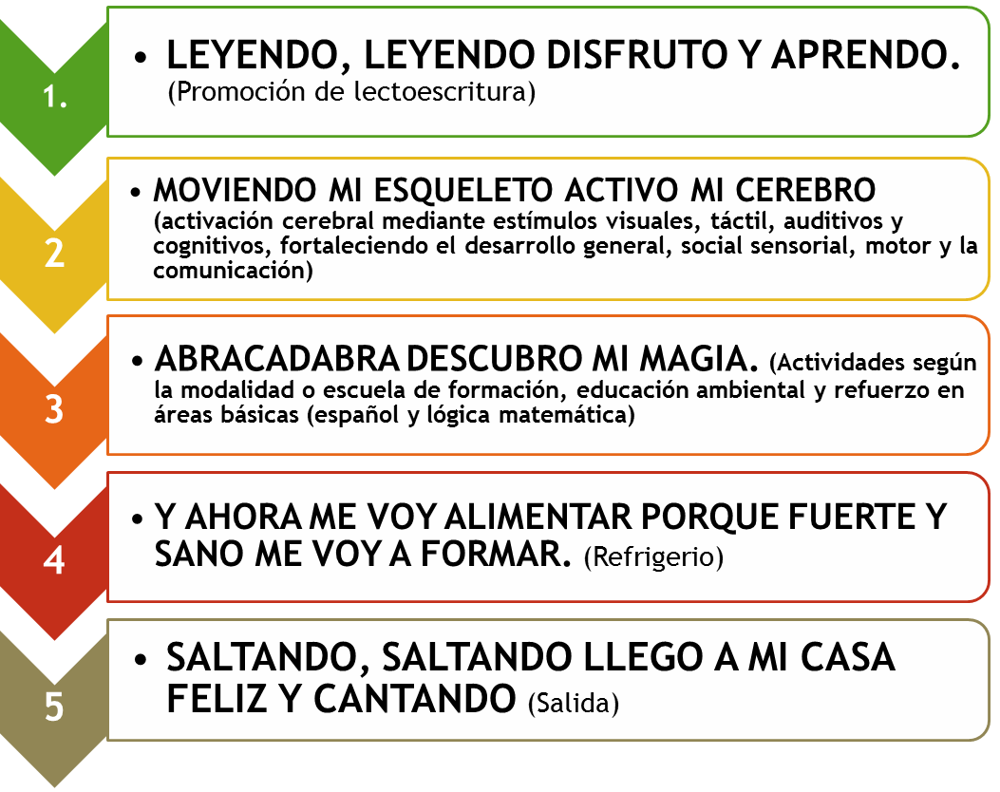 1.
• LEYENDO, LEYENDO DISFRUTO Y APRENDO.
(Promoción de lectoescritura)
2
• MOVIENDO MI ESQUELETO ACTIVO MI CEREBRO
(activación cerebral mediante estímulos visuales, táctil, auditivos y
cognitivos, fortaleciendo el desarrollo general, social sensorial, motor y la
comunicación)
3
• ABRACADABRA DESCUBRO MI MAGIA. (Actividades según
la modalidad o escuela de formación, educación ambiental y refuerzo en
áreas básicas (español y lógica matemática)
4
• Y AHORA ME VOY ALIMENTAR PORQUE FUERTE Y
SANO ME VOY A FORMAR. (Refrigerio)
5
• SALTANDO, SALTANDO LLEGO A MI CASA
FELIZ Y CANTANDO (Salida)